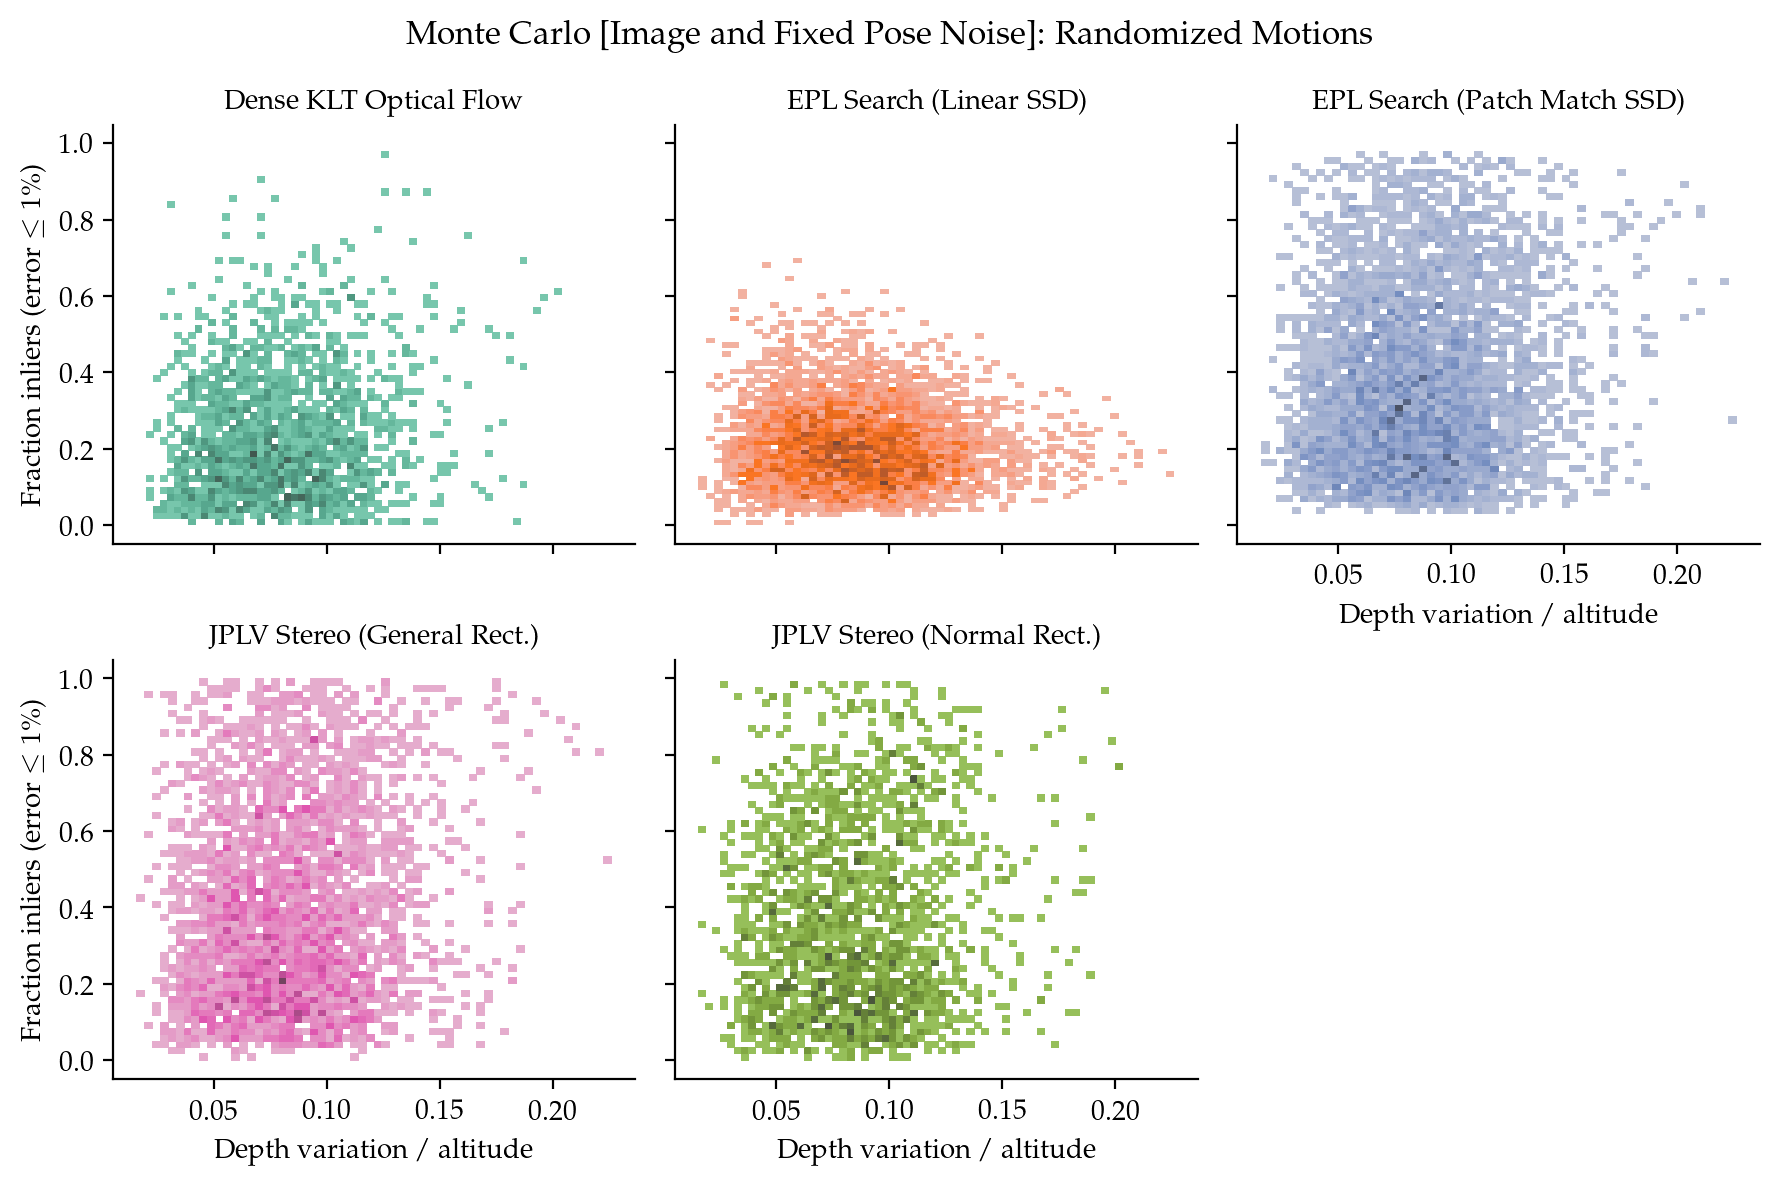 Monte Carlo [Image and Fixed Pose Noise]: Randomized Motions
Dense KLT Optical Flow
EPL Search (Linear SSD)
EPL Search (Patch Match SSD)
Fraction inliers (error ≤ 1%)
1.0
0.8
0.6
0.4
0.2
0.0
0.05 0.10 0.15 0.20
Depth variation / altitude
JPLV Stereo (General Rect.)
JPLV Stereo (Normal Rect.)
Fraction inliers (error ≤ 1%)
1.0
0.8
0.6
0.4
0.2
0.0
0.05 0.10 0.15 0.20
0.05 0.10 0.15 0.20
Depth variation / altitude
Depth variation / altitude